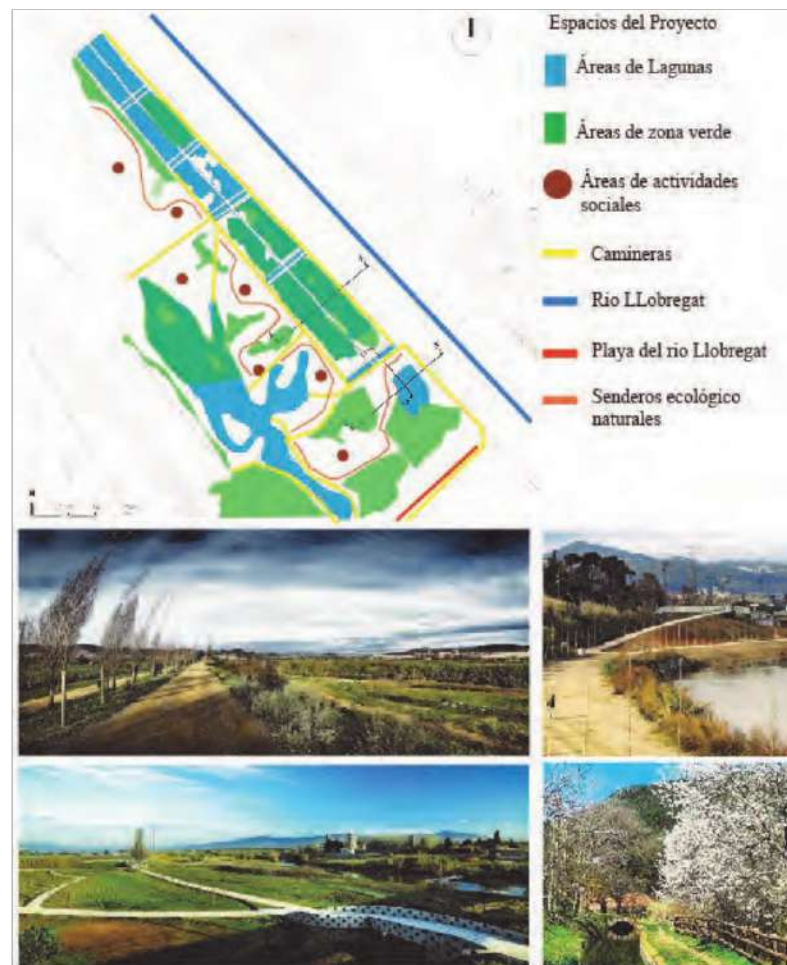 Espacios del Proyecto
Áreas de Lagunas
Áreas de zona verde
Áreas de actividades
sociales
Camineras
Rio LLobregat
Playa del rio Llobregat
Senderos ecológico
naturales